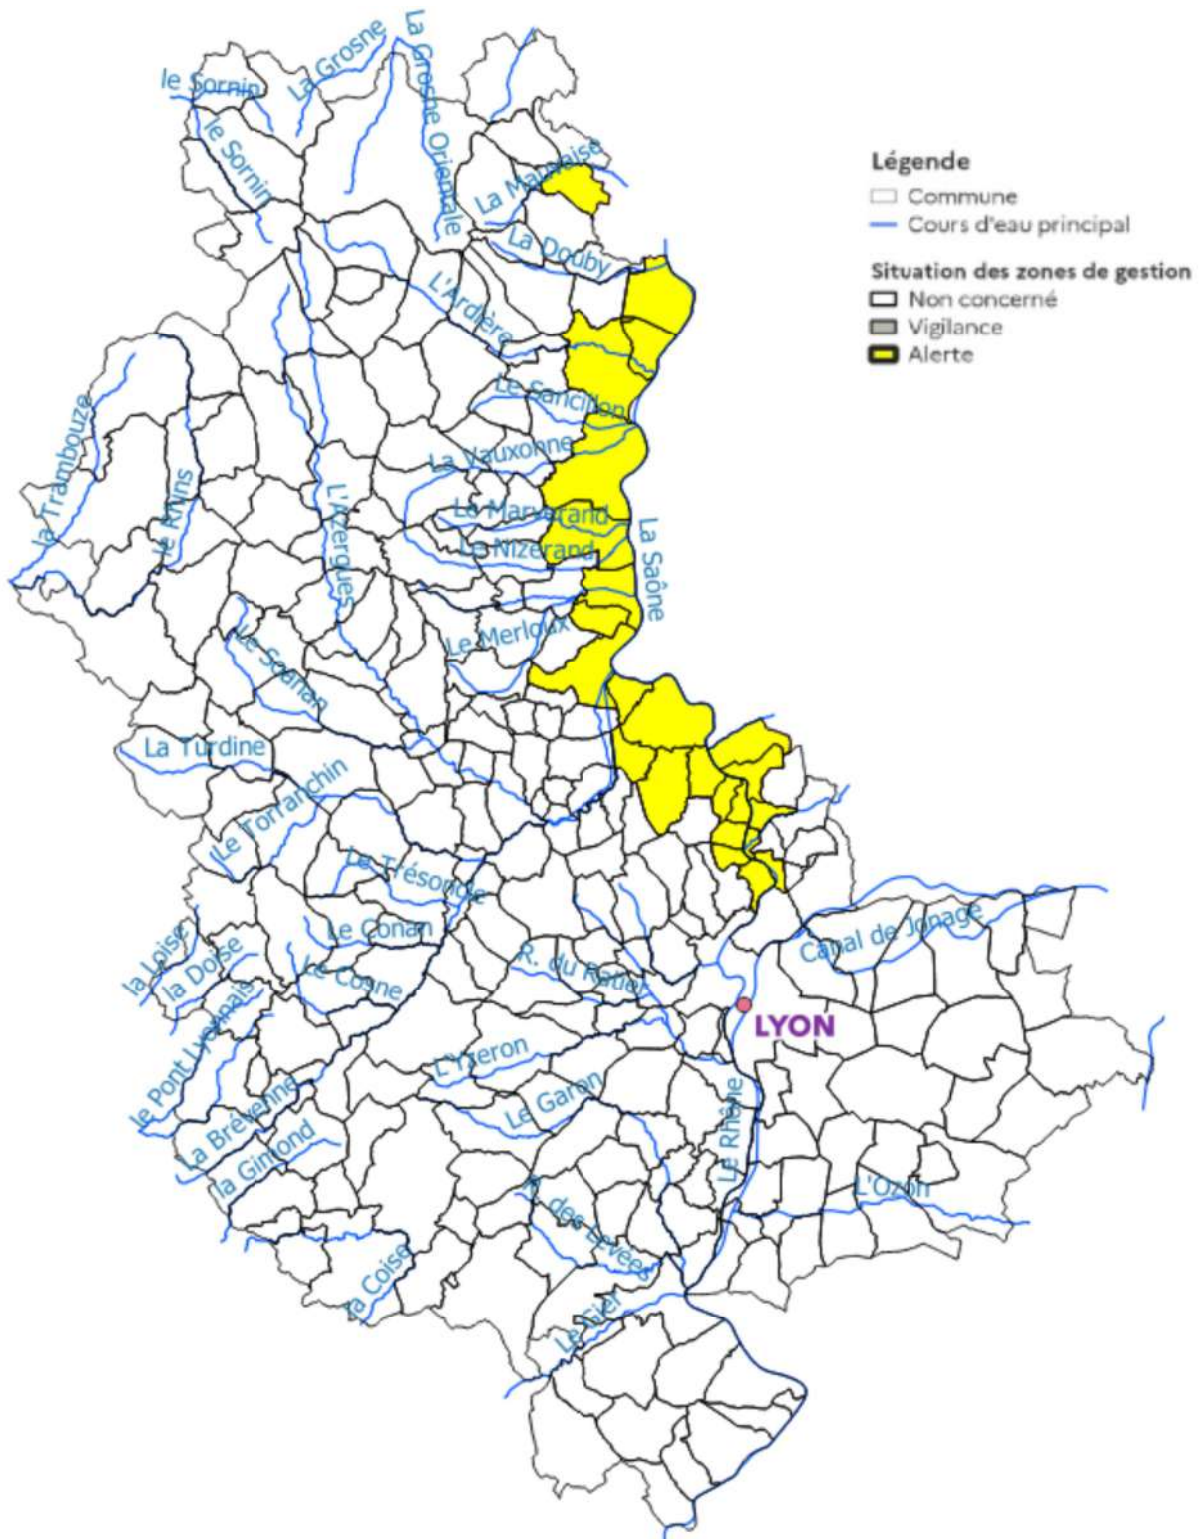 La Grosne
La Grosne Orientale
le Sornin
le Sornin
La Mauvaise
La Douby
L'Ardière
Le Sancillon
La Vauxonne
la Trambouze
le Rhins
L'Azergues
La Marverand
Le Nizerand
La Saône
Le Merloux
Le Soanan
La Turdine
Le Torranchin
Le Trésoncle
Le Conan
la Loise
la Doise
Le Cosne
R. du Ratier
Canal de Jonage
LYON
le Pont Lyonnais
L'Yzeron
La Brévenne
Le Garon
la Gimond
Le Rhône
L'Ozon
R. des Levées
la Coise
Le Gier
Légende
Commune
Cours d'eau principal
Situation des zones de gestion
Non concerné
Vigilance
Alerte